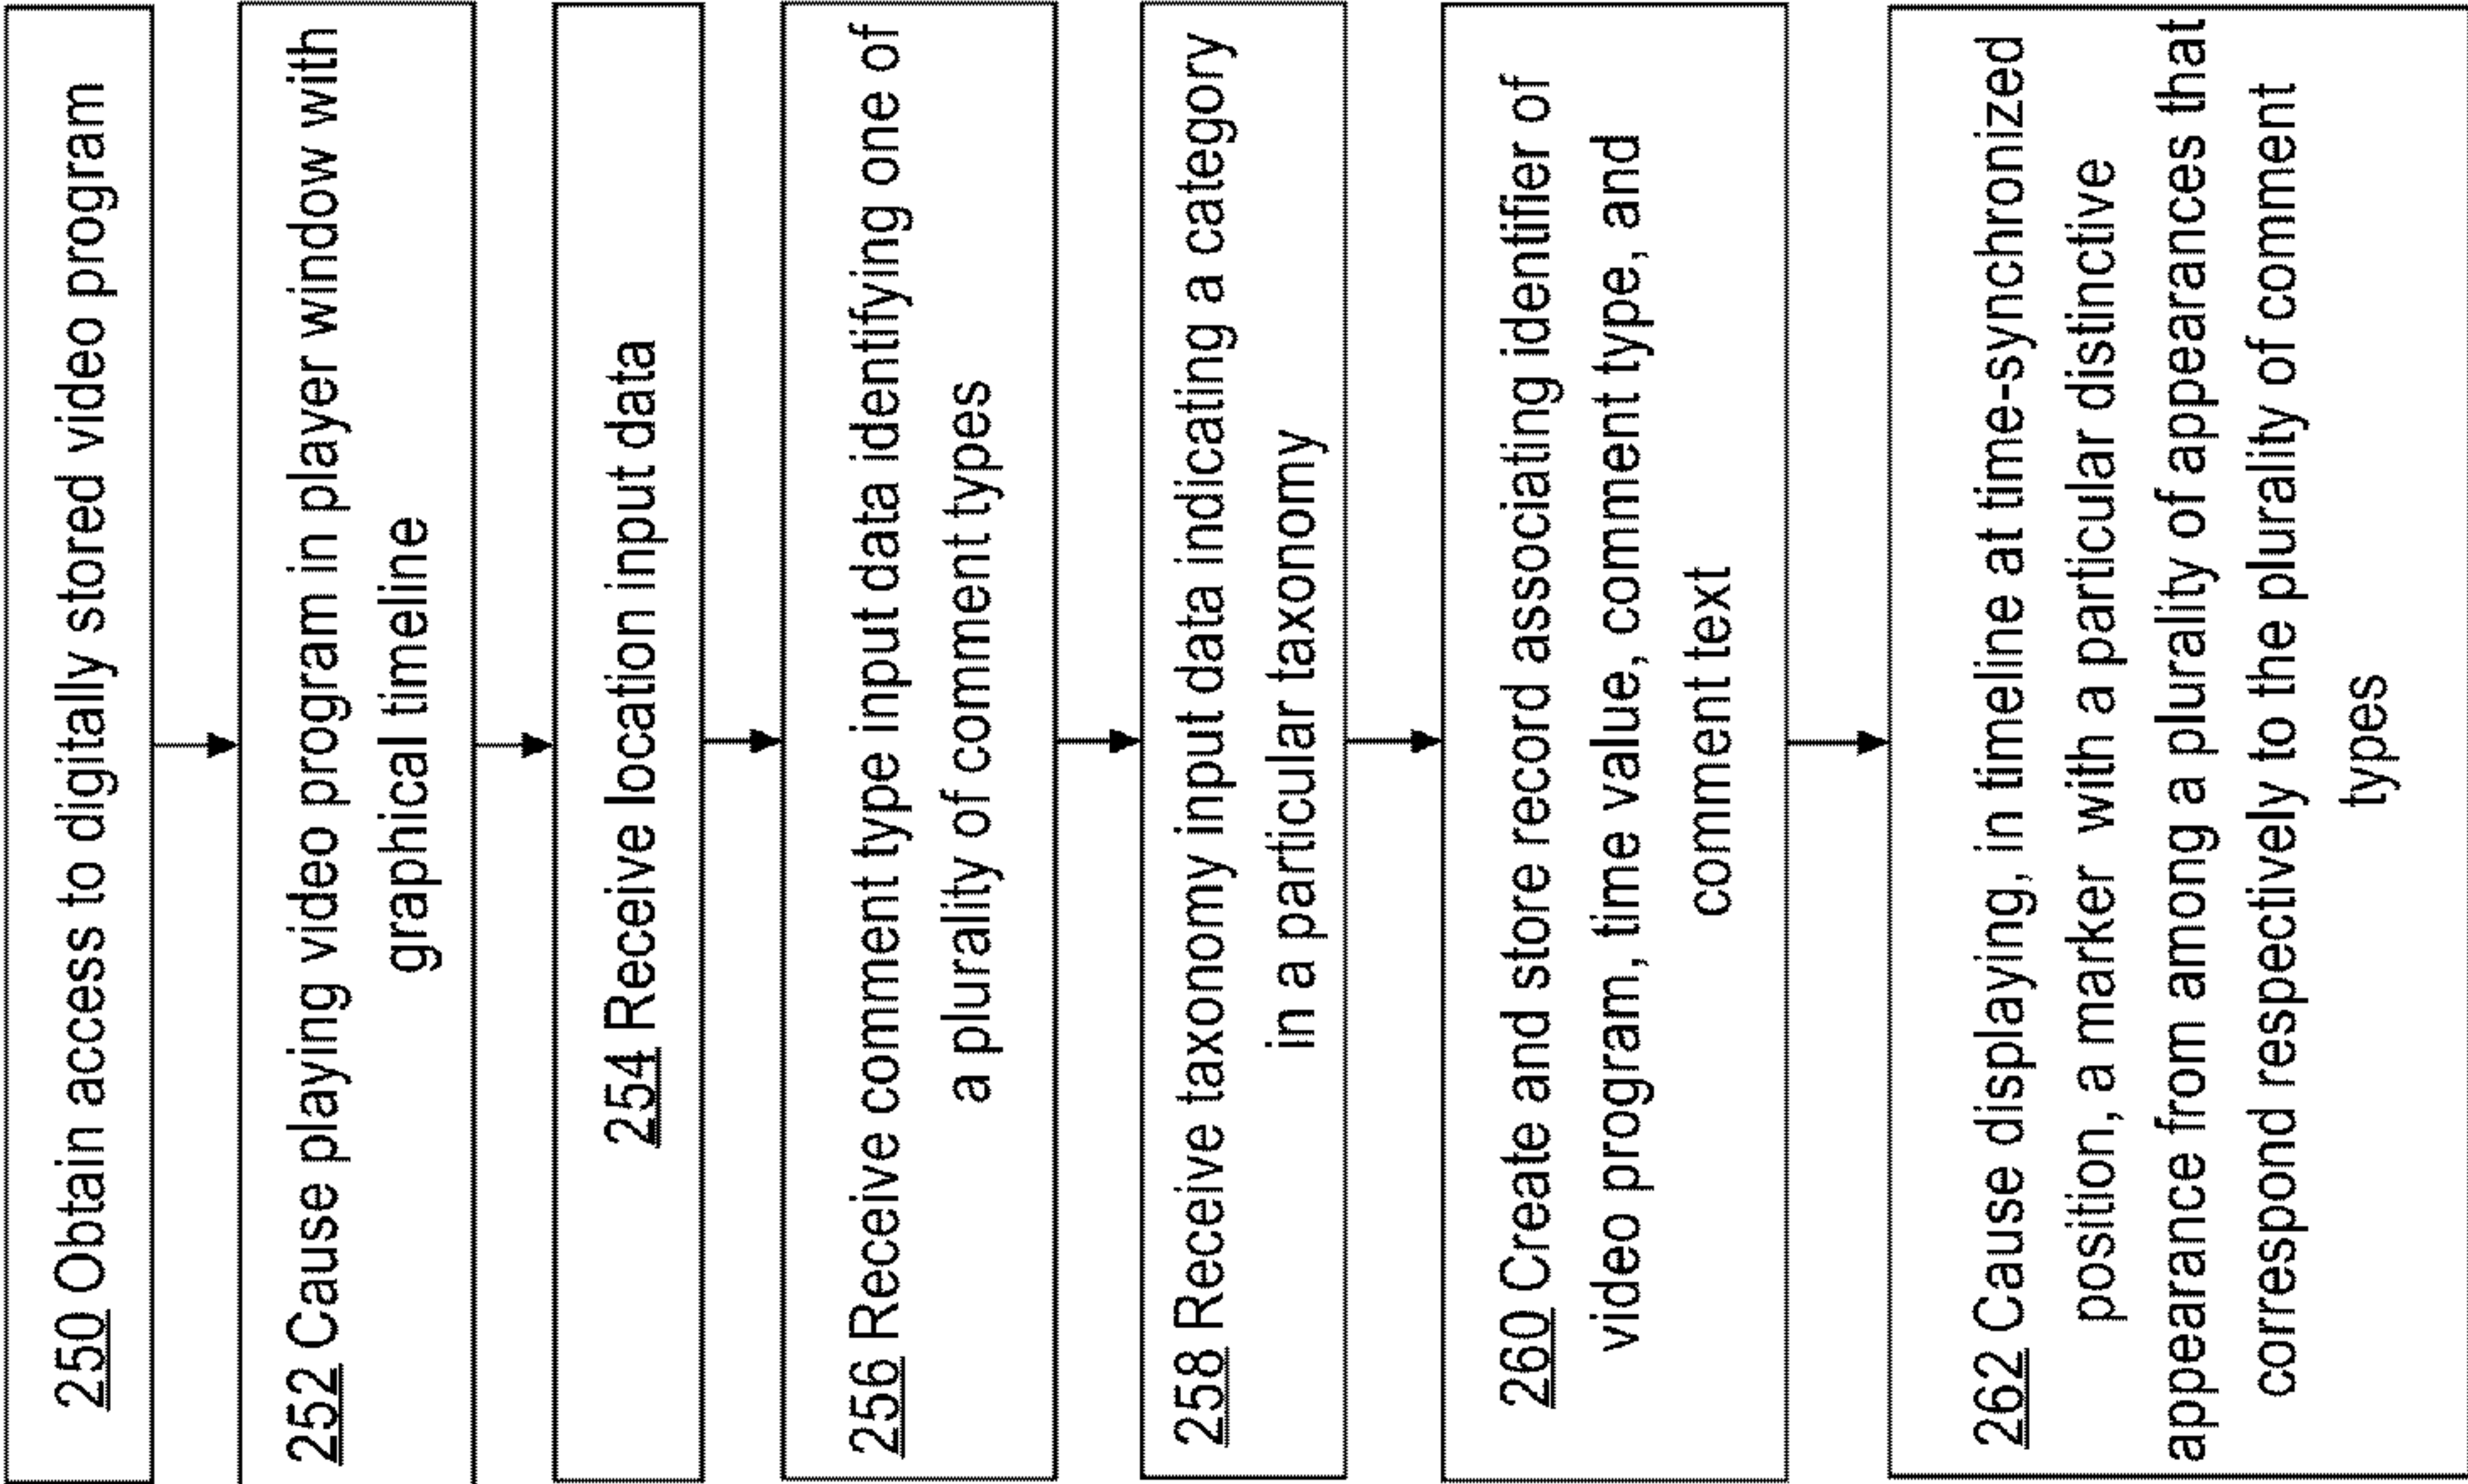 250 Obtain access to digitally stored video program
252 Cause playing video program in player window with
graphical timeline
254 Receive location input data
256 Receive comment type input data identifying one of
a plurality of comment types
258 Receive taxonomy input data indicating a category
in a particular taxonomy
260 Create and store record associating identifier of
video program, time value, comment type, and
comment text
262 Cause displaying, in timeline at time-synchronized
position, a marker with a particular distinctive
appearance from among a plurality of appearances that
correspond respectively to the plurality of comment
types